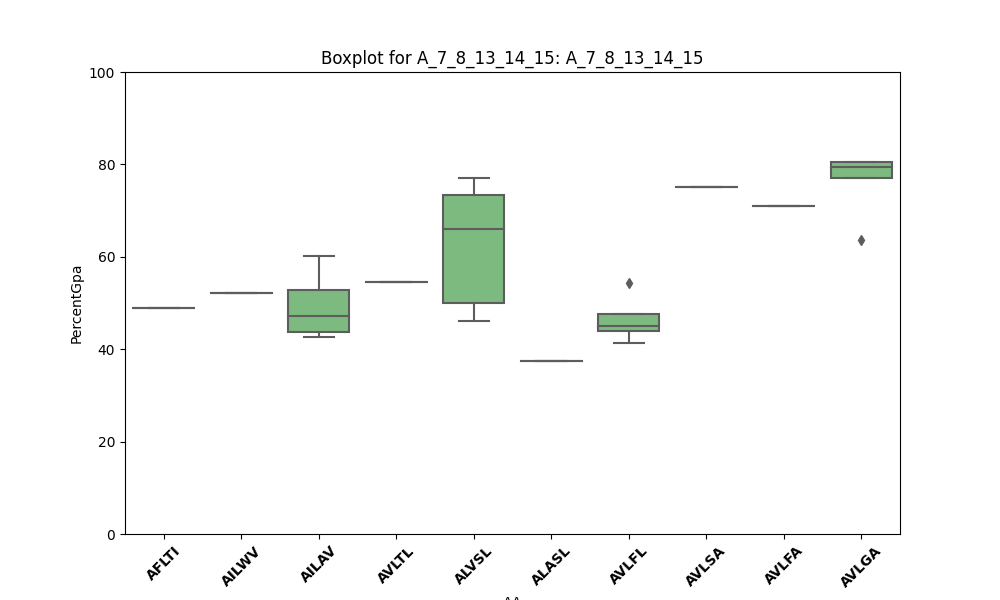 Boxplot for A_7_8_13_14_15: A_7_8_13_14_15
PercentGpa
100
80
60
40
20
0
AFLTI
AILWV
AILAV
AVLTL
ALVSL
ALASL
AVLFL
AVLSA
AVLFA
AVLGA